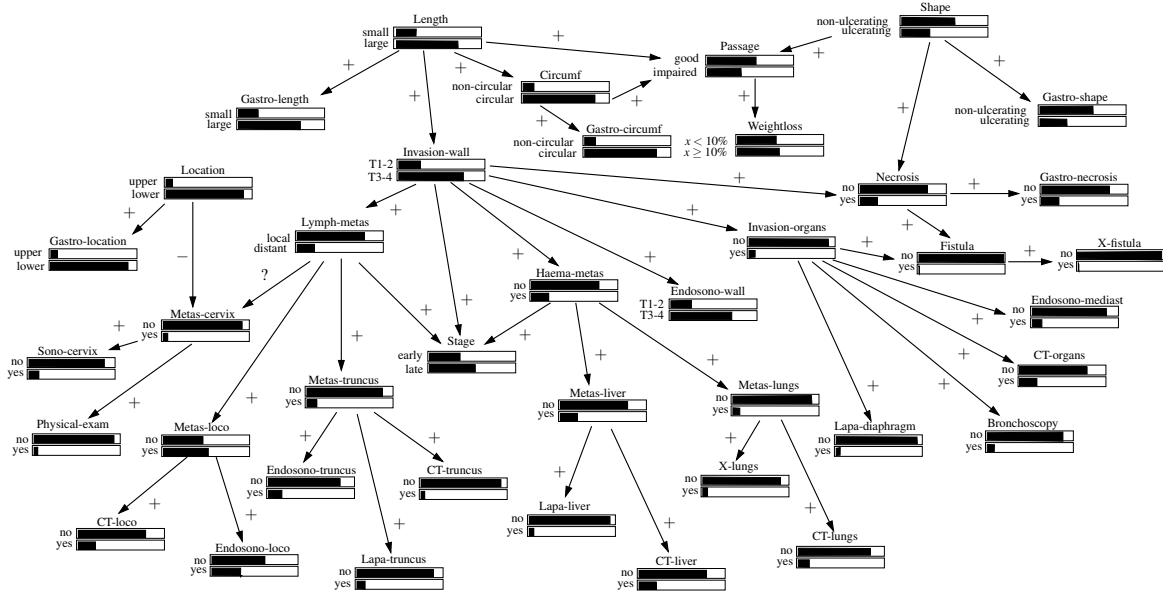 Length
small
large
+
Shape
non-ulcerating
ulcerating
+
Passage
good
impaired
+
+
Circumf
non-circular
circular
+
+
Gastro-length
small
large
+
Gastro-shape
non-ulcerating
ulcerating
+
+
+
Gastro-circumf
non-circular
circular
Weightloss
x < 10%
x ≥ 10%
+
Invasion-wall
T1-2
T3-4
Location
upper
lower
+
Necrosis
no
yes
+
Gastro-necrosis
no
yes
+
+
Lymph-metas
local
distant
+
+
+
Invasion-organs
no
yes
+
Gastro-location
upper
lower
−
+
+
Fistula
no
yes
+
X-fistula
no
yes
?
Haema-metas
no
yes
Endosono-wall
T1-2
T3-4
+
Endosono-mediast
no
yes
Metas-cervix
no
yes
+
+
+
+
+
Stage
early
late
Sono-cervix
no
yes
+
+
+
+
CT-organs
no
yes
Metas-truncus
no
yes
Metas-liver
no
yes
Metas-lungs
no
yes
+
+
+
Physical-exam
no
yes
Metas-loco
no
yes
Lapa-diaphragm
no
yes
Bronchoscopy
no
yes
+
+
+
+
Endosono-truncus
no
yes
CT-truncus
no
yes
X-lungs
no
yes
+
+
+
Lapa-liver
no
yes
+
+
+
CT-loco
no
yes
Endosono-loco
no
yes
Lapa-truncus
no
yes
CT-liver
no
yes
CT-lungs
no
yes